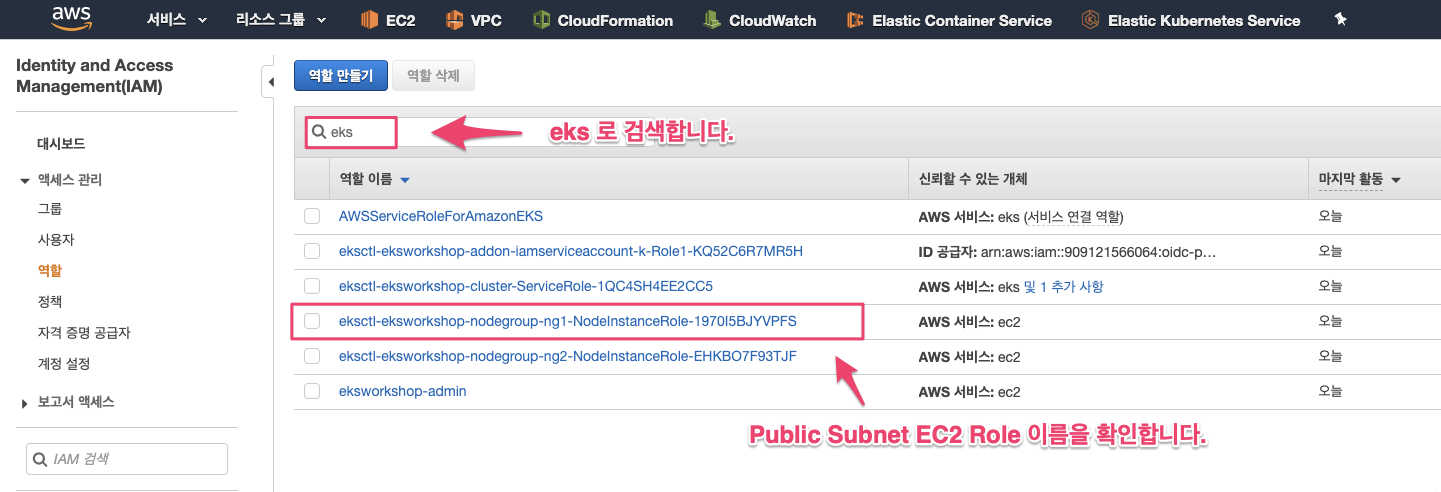 aws 서비스 리소스 그룹 EC2 VPC CloudFormation CloudWatch Elastic Container Service Elastic Kubernetes Service
Identity and Access
Management(IAM)
대시보드
액세스 관리
그룹
사용자
역할
정책
자격 증명 공급자
계정 설정
보고서 액세스
IAM 검색
역할 만들기 역할 삭제
eks
eks 로 검색합니다.
역할 이름 신뢰할 수 있는 개체 마지막 활동
AWSServiceRoleForAmazonEKS AWS 서비스: eks (서비스 연결 역할) 오늘
eksctl-eksworkshop-addon-iamserviceaccount-k-Role1-KQ52C6R7MR5H ID 공급자: arn:aws:iam::909121566064:oidc-p… 오늘
eksctl-eksworkshop-cluster-ServiceRole-1QC4SH4EE2CC5 AWS 서비스: eks 및 1 추가 사항 오늘
eksctl-eksworkshop-nodegroup-ng1-NodeInstanceRole-1970I5BJYVPFS AWS 서비스: ec2 오늘
eksctl-eksworkshop-nodegroup-ng2-NodeInstanceRole-EHKBO7F93TJF AWS 서비스: ec2 오늘
eksworkshop-admin AWS 서비스: ec2 오늘
Public Subnet EC2 Role 이름을 확인합니다.